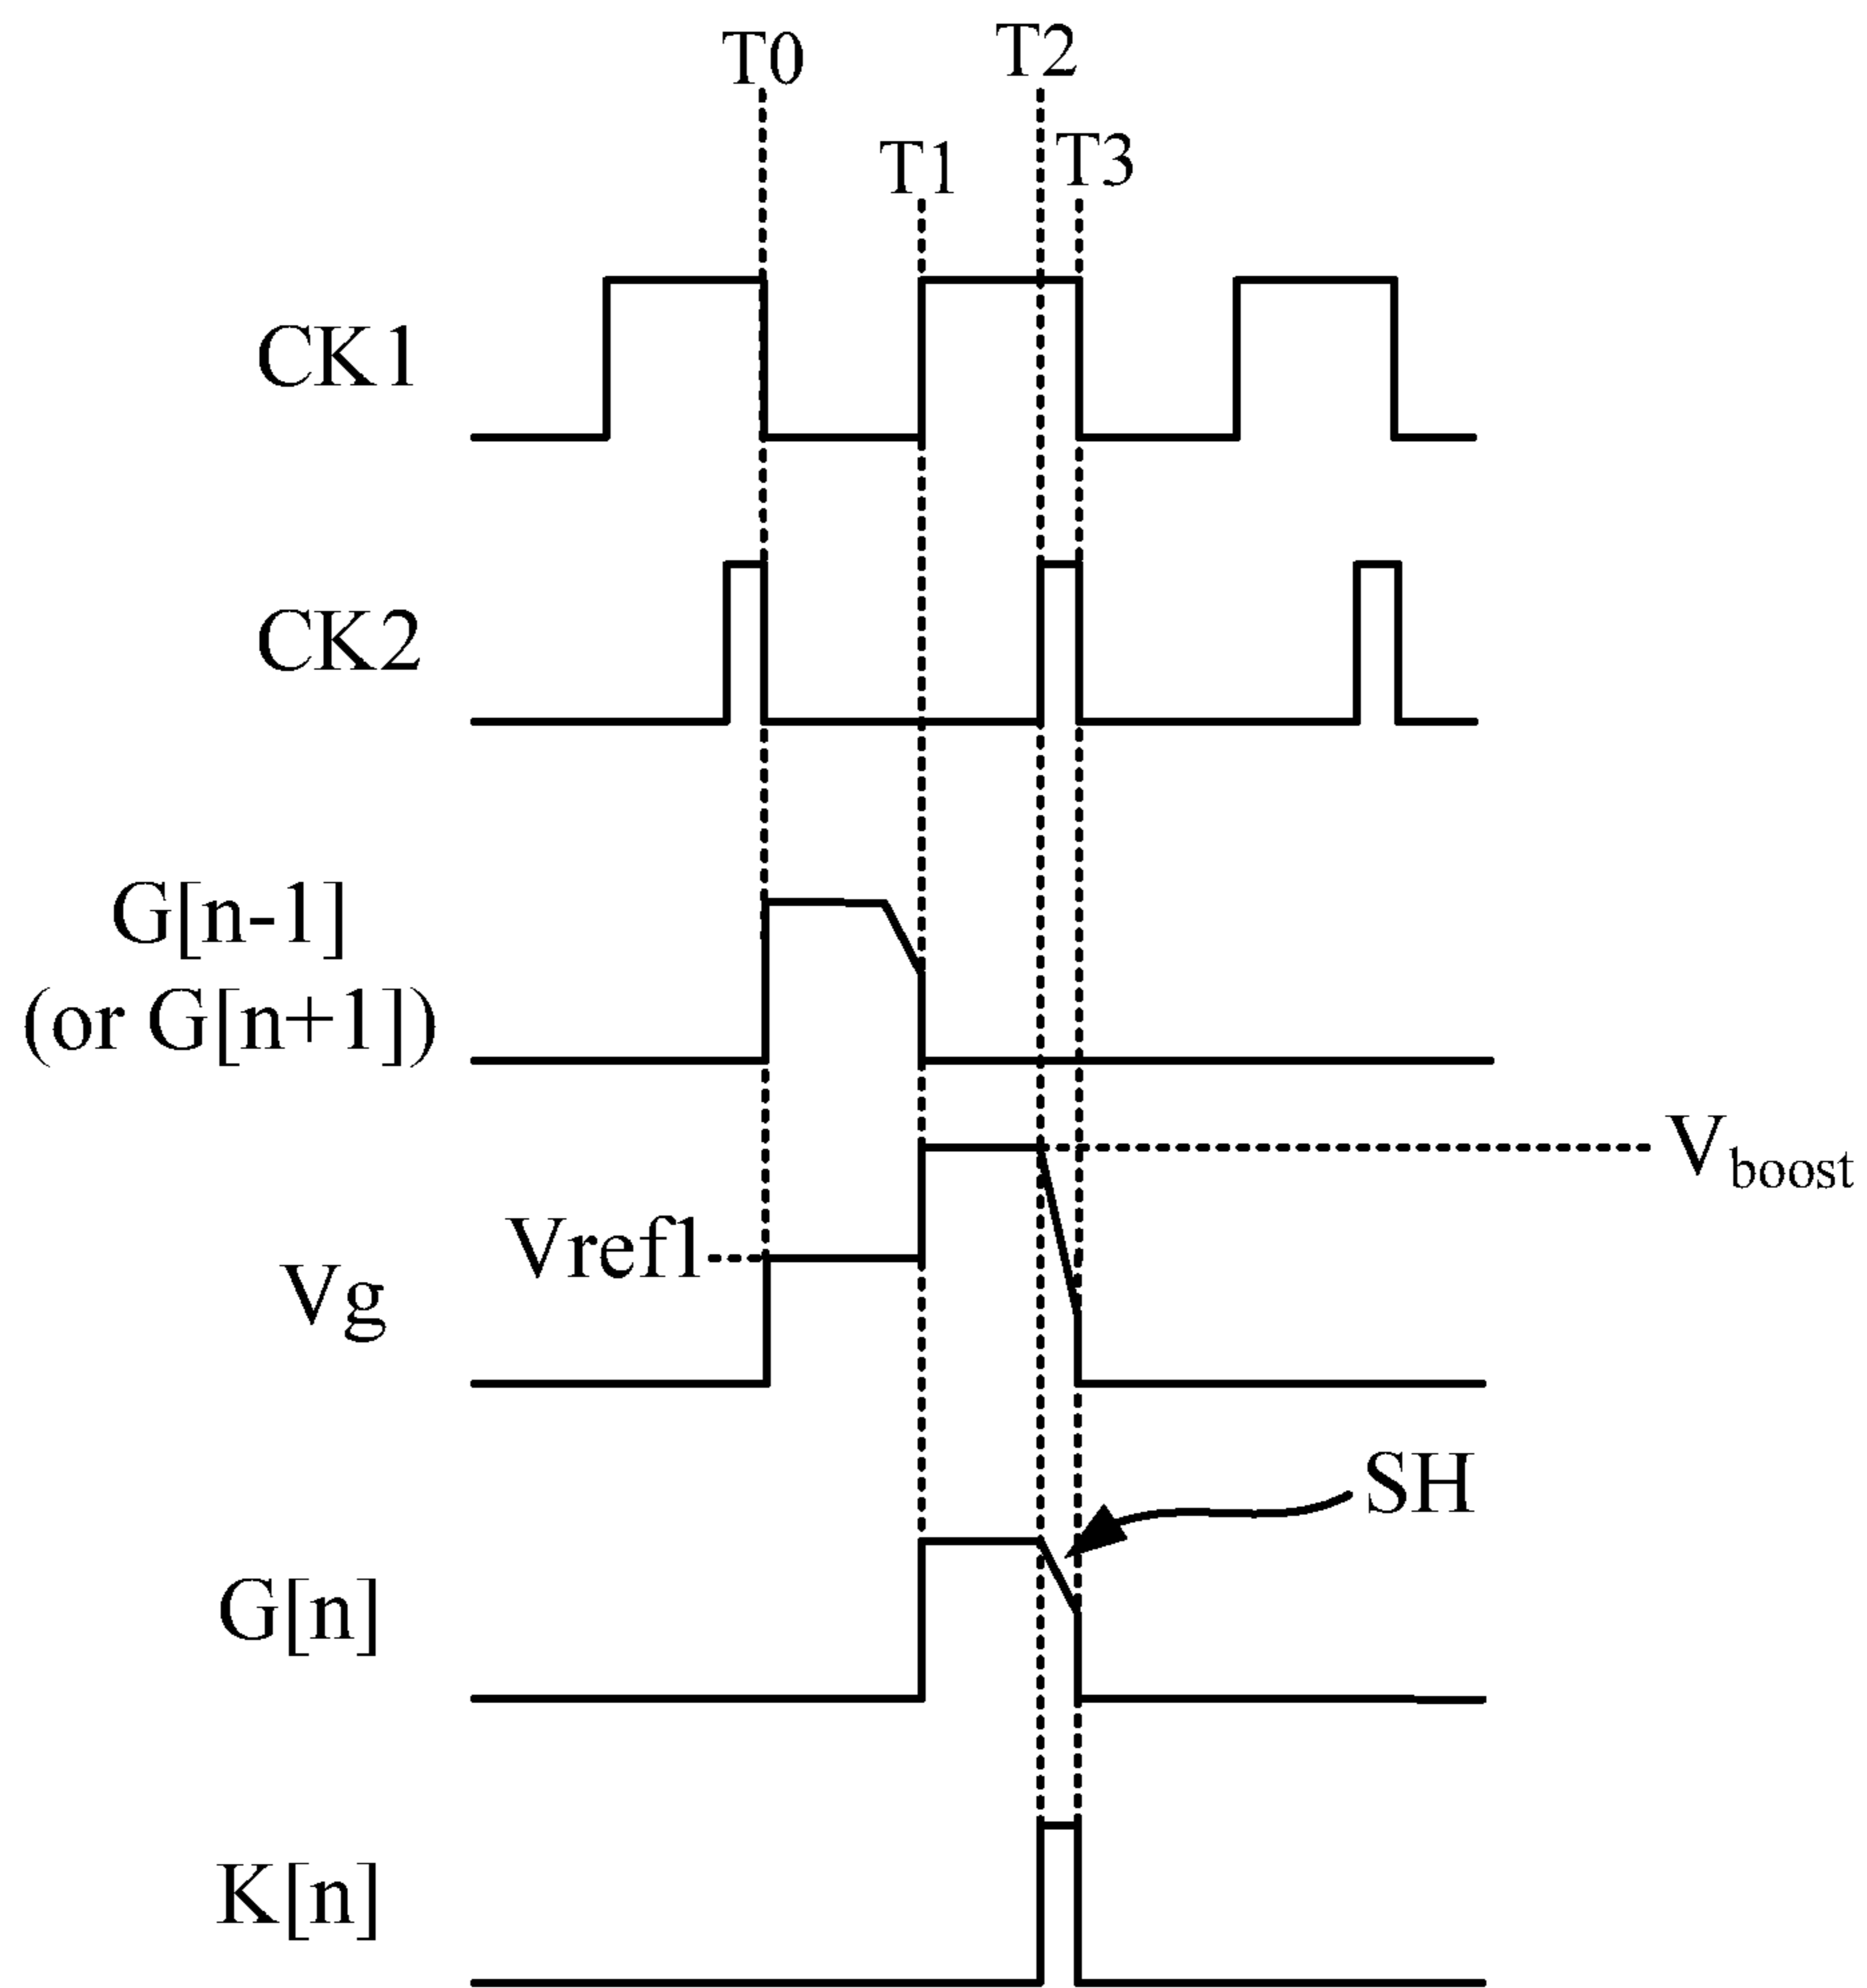 T0
T2
T1
T3
CK1
CK2
G[n-1]
(or G[n+1])
Vboost
Vref1
Vg
SH
G[n]
K[n]